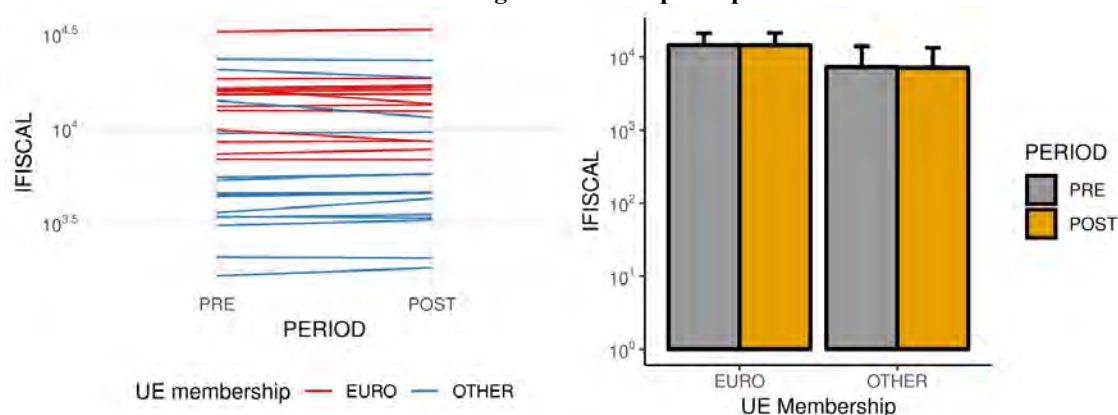 IFISCAL
10^4.5
10^4
10^3.5
PRE POST
PERIOD
UE membership EURO OTHER
IFISCAL
10^4
10^3
10^2
10^1
10^0
EURO OTHER
UE Membership
PERIOD
PRE
POST